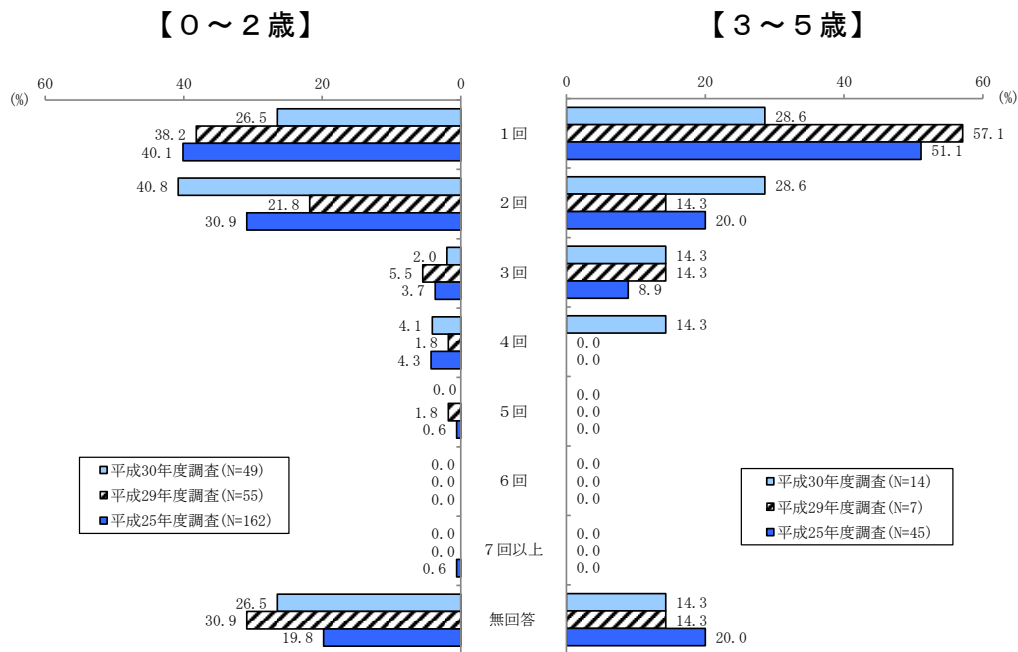 【０～２歳】
【３～５歳】
60 40 20 0
(%)
0 20 40 60
(%)
26.5 1回 28.6
38.2 57.1
40.1 51.1
40.8 2回 28.6
21.8 14.3
30.9 20.0
2.0 3回 14.3
5.5 14.3
3.7 8.9
4.1 4回 14.3
1.8 0.0
4.3 0.0
0.0 5回 0.0
1.8 0.0
0.6 0.0
0.0 6回 0.0
0.0 0.0
0.0 0.0
0.0 7回以上 0.0
0.0 0.0
0.6 0.0
26.5 無回答 14.3
30.9 14.3
19.8 20.0
平成30年度調査(N=49)
平成29年度調査(N=55)
平成25年度調査(N=162)
平成30年度調査(N=14)
平成29年度調査(N=7)
平成25年度調査(N=45)